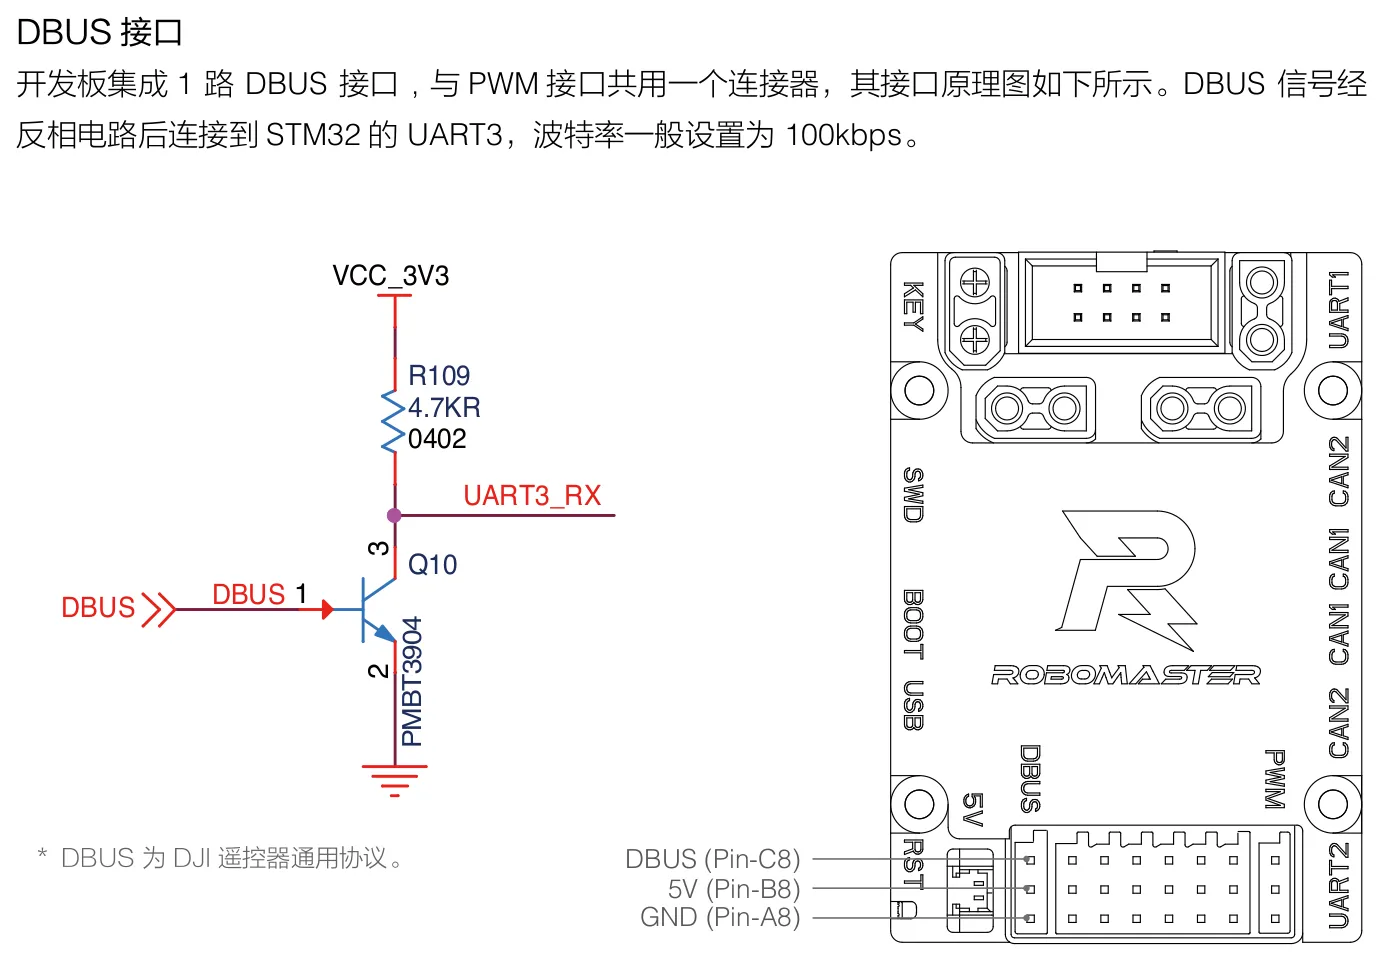 DBUS 接口
开发板集成 1 路 DBUS 接口，与 PWM 接口共用一个连接器，其接口原理图如下所示。DBUS 信号经
反相电路后连接到 STM32 的 UART3，波特率一般设置为 100kbps。
VCC_3V3
R109
4.7KR
0402
UART3_RX
3
Q10
DBUS
DBUS 1
2
PMBT3904
* DBUS 为 DJI 遥控器通用协议。
KEY
UART1
SWD
CAN2
CAN1
BOOT
CAN1
ROBOMASTER
USB
CAN2
DBUS
PWM
5V
RST
UART2
DBUS (Pin-C8)
5V (Pin-B8)
GND (Pin-A8)